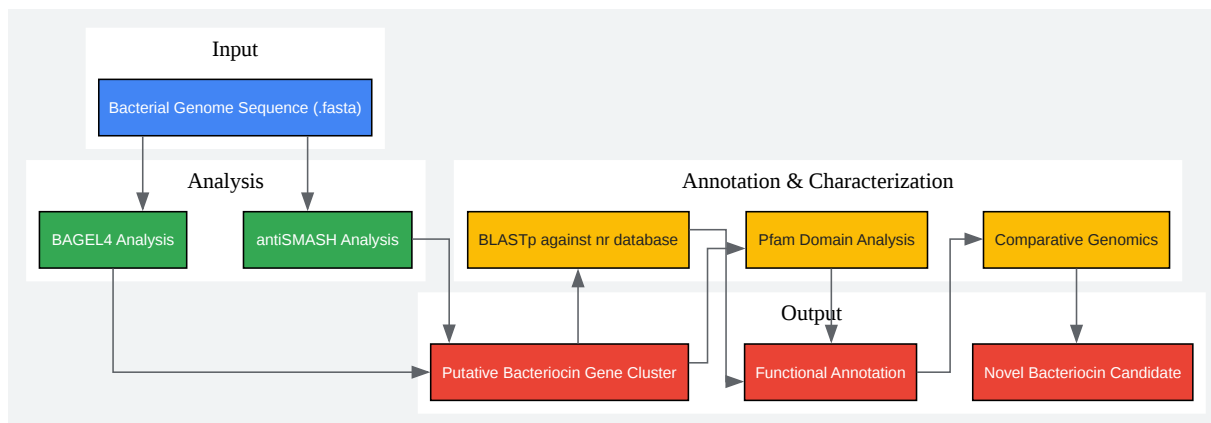 Input
Bacterial Genome Sequence (.fasta)
Analysis
BAGEL4 Analysis
antiSMASH Analysis
Annotation & Characterization
BLASTp against nr database
Pfam Domain Analysis
Comparative Genomics
Output
Putative Bacteriocin Gene Cluster
Functional Annotation
Novel Bacteriocin Candidate